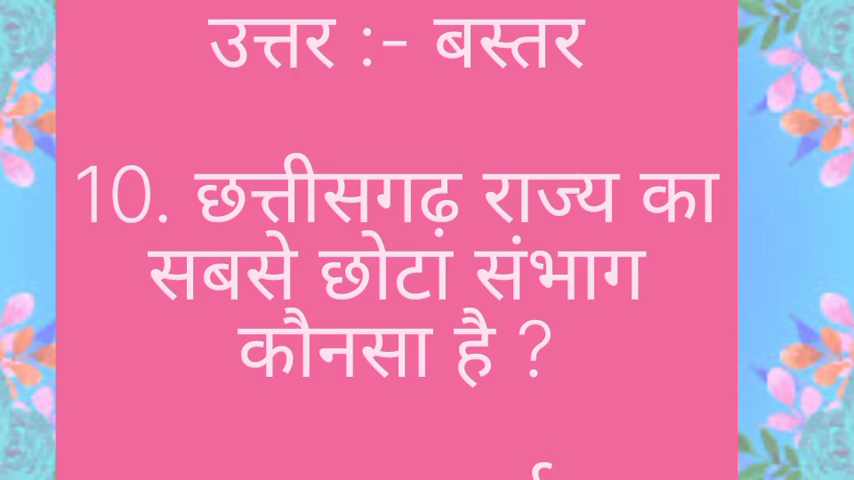 उत्तर :- बस्तर
10. छत्तीसगढ़ राज्य का
सबसे छोटा संभाग
कौनसा है ?